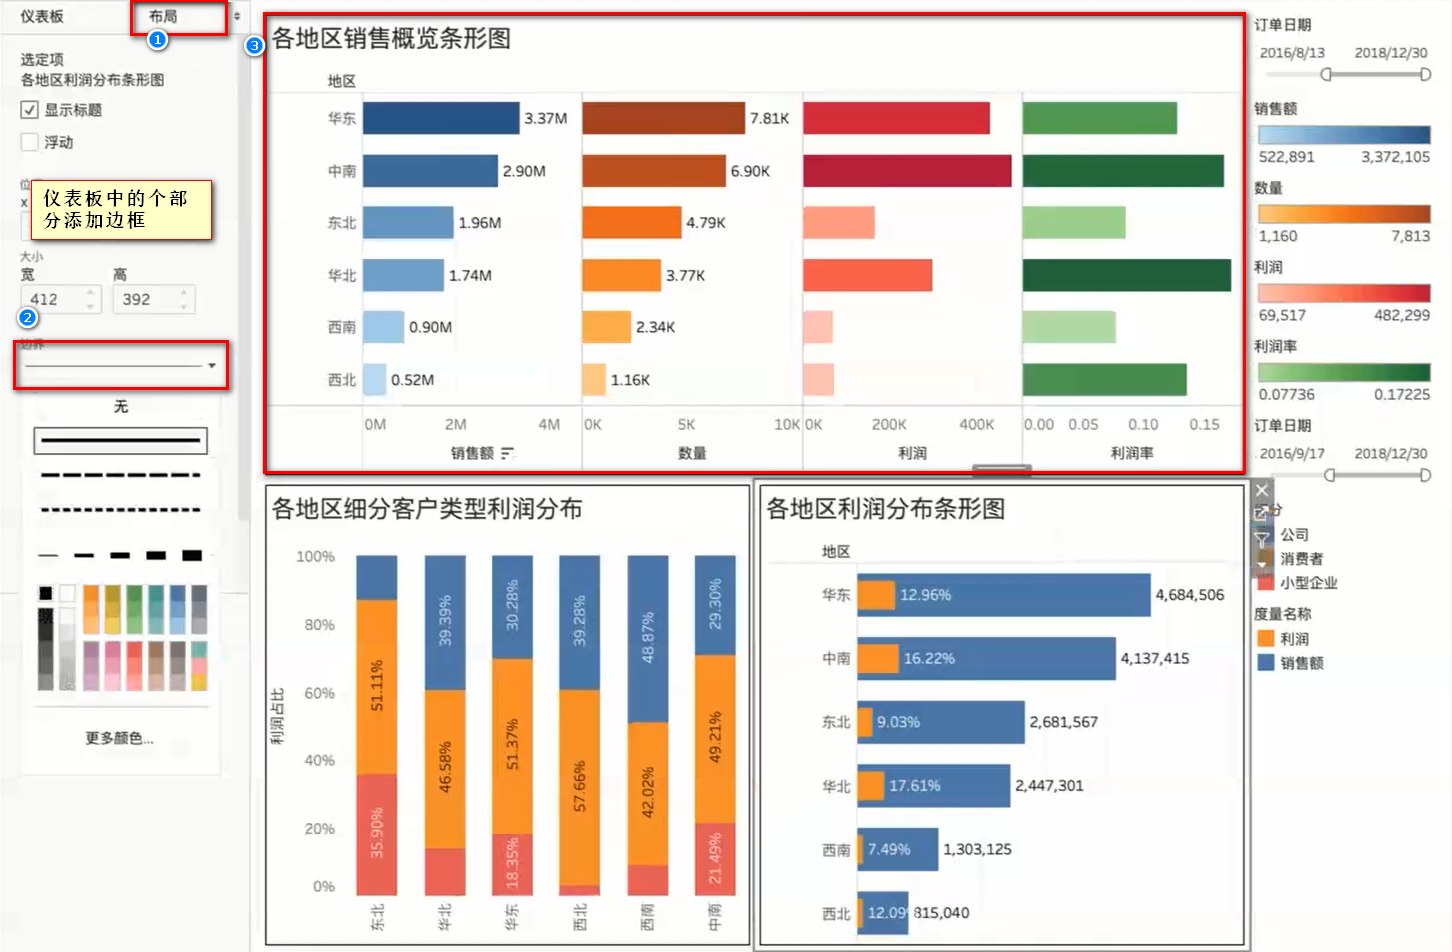 仪表板
布局
1
选定项
各地区利润分布条形图
显示标题
浮动
x
仪表板中的个部
分添加边框
大小
宽
高
412
392
2
边界
无
更多颜色...
3
各地区销售概览条形图
地区
华东 3.37M 7.81K
中南 2.90M 6.90K
东北 1.96M 4.79K
华北 1.74M 3.77K
西南 0.90M 2.34K
西北 0.52M 1.16K
0M 2M 4M 0K 5K 10K 0K 200K 400K 0.00 0.05 0.10 0.15
销售额 数量 利润 利润率
各地区细分客户类型利润分布
100%
80%
60%
40%
20%
0%
利润占比
51.11%
35.90%
39.39%
46.58%
30.28%
51.37%
18.35%
39.28%
57.66%
48.87%
42.02%
29.30%
49.21%
21.49%
东北 华北 华东 西北 西南 中南
各地区利润分布条形图
地区
华东 12.96% 4,684,506
中南 16.22% 4,137,415
东北 9.03% 2,681,567
华北 17.61% 2,447,301
西南 7.49% 1,303,125
西北 12.09% 815,040
订单日期
2016/8/13 2018/12/30
销售额
522,891 3,372,105
数量
1,160 7,813
利润
69,517 482,299
利润率
0.07736 0.17225
订单日期
2016/9/17 2018/12/30
分
公司
消费者
小型企业
度量名称
利润
销售额